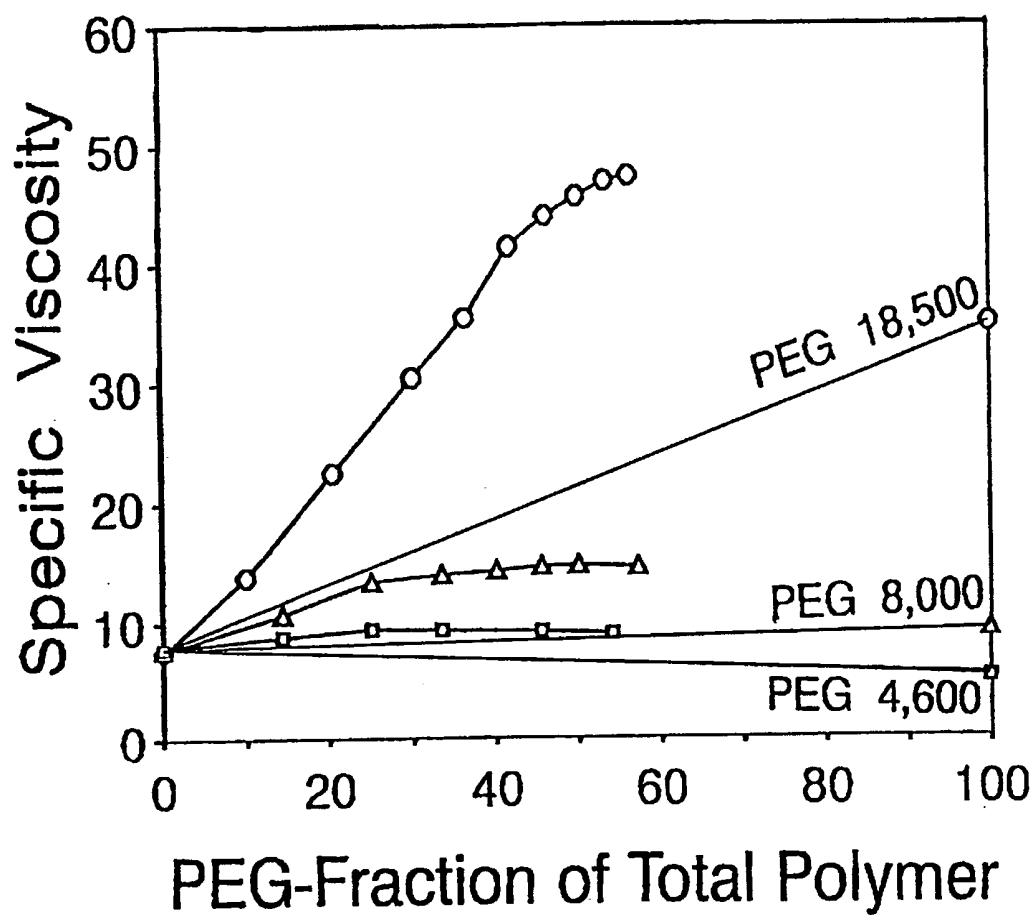 60
50
40
30
20
10
0
Specific Viscosity
PEG 18,500
PEG 8,000
PEG 4,600
0 20 40 60 80 100
PEG-Fraction of Total Polymer